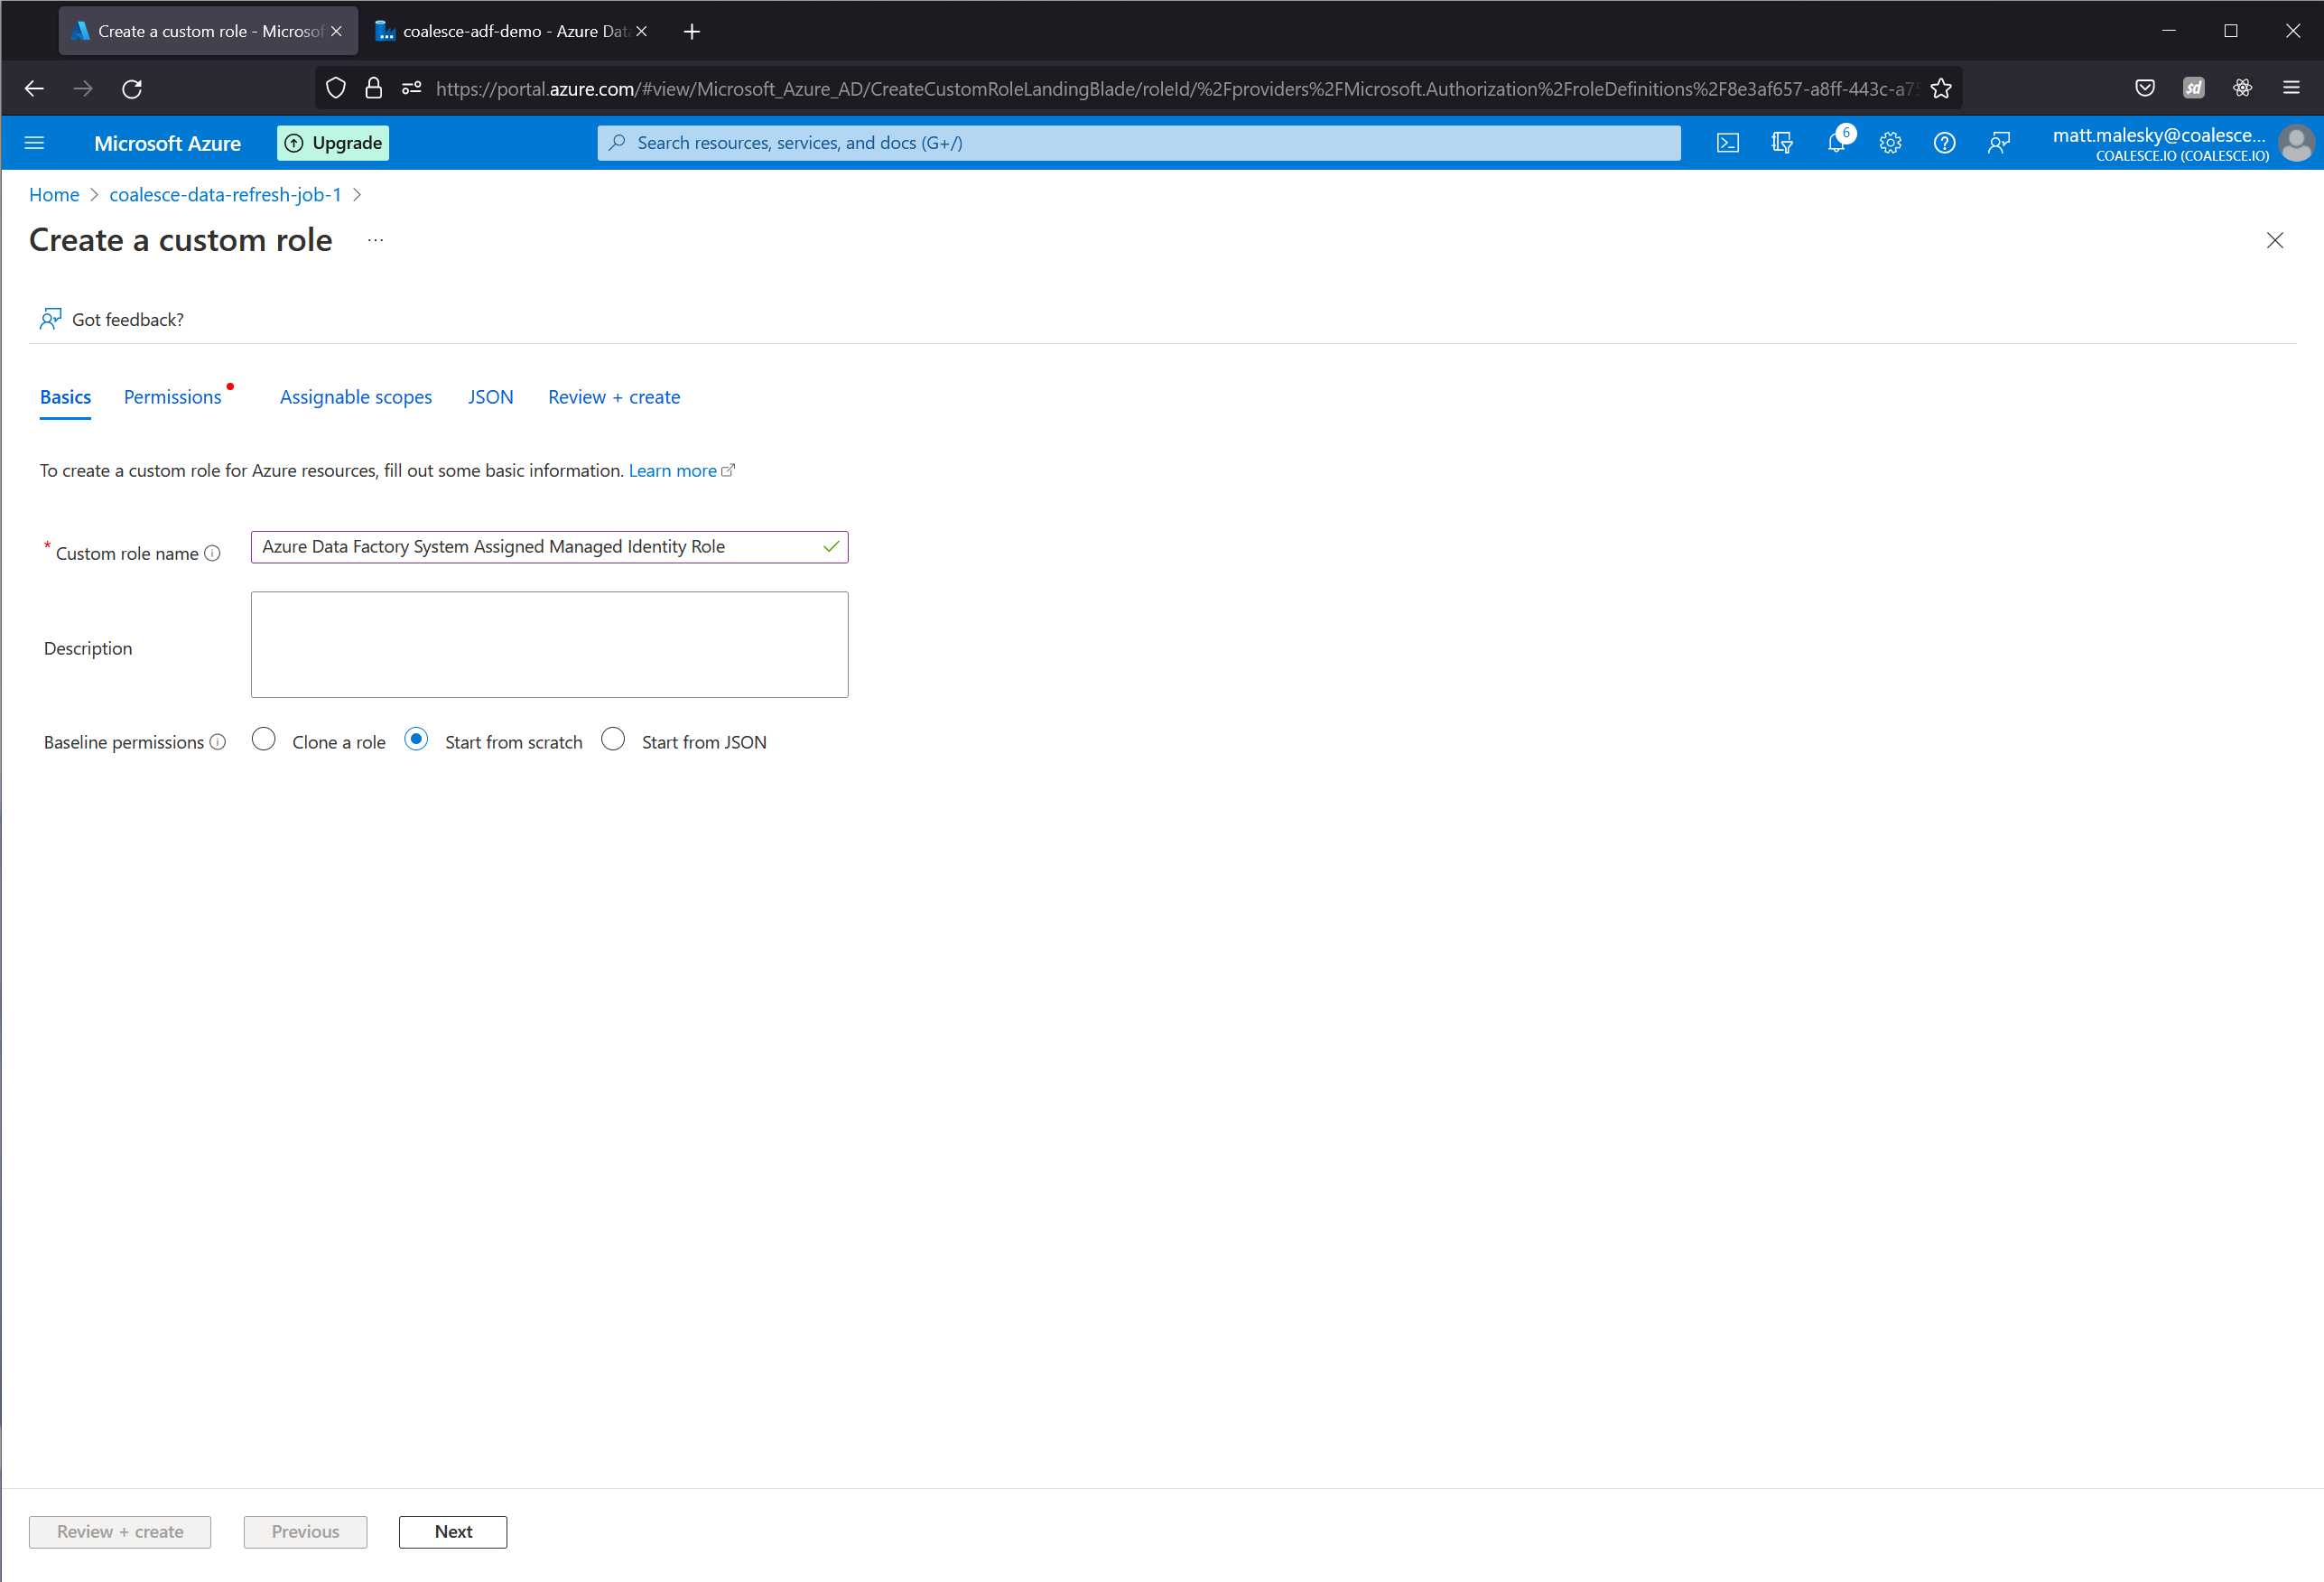 Create a custom role - Microsof
coalesce-adf-demo - Azure Dat
https://portal.azure.com/#view/Microsoft_Azure_AD/CreateCustomRoleLandingBlade/roleId/%2Fproviders%2FMicrosoft.Authorization%2FroleDefinitions%2F8e3af657-a8ff-443c-a75
sd
Microsoft Azure
Upgrade
Search resources, services, and docs (G+/)
6
matt.malesky@coalesce...
COALESCE.IO (COALESCE.IO)
Home > coalesce-data-refresh-job-1 >
Create a custom role ...
Got feedback?
Basics Permissions Assignable scopes JSON Review + create
To create a custom role for Azure resources, fill out some basic information. Learn more
* Custom role name
Azure Data Factory System Assigned Managed Identity Role
Description
Baseline permissions Clone a role Start from scratch Start from JSON
Review + create Previous Next